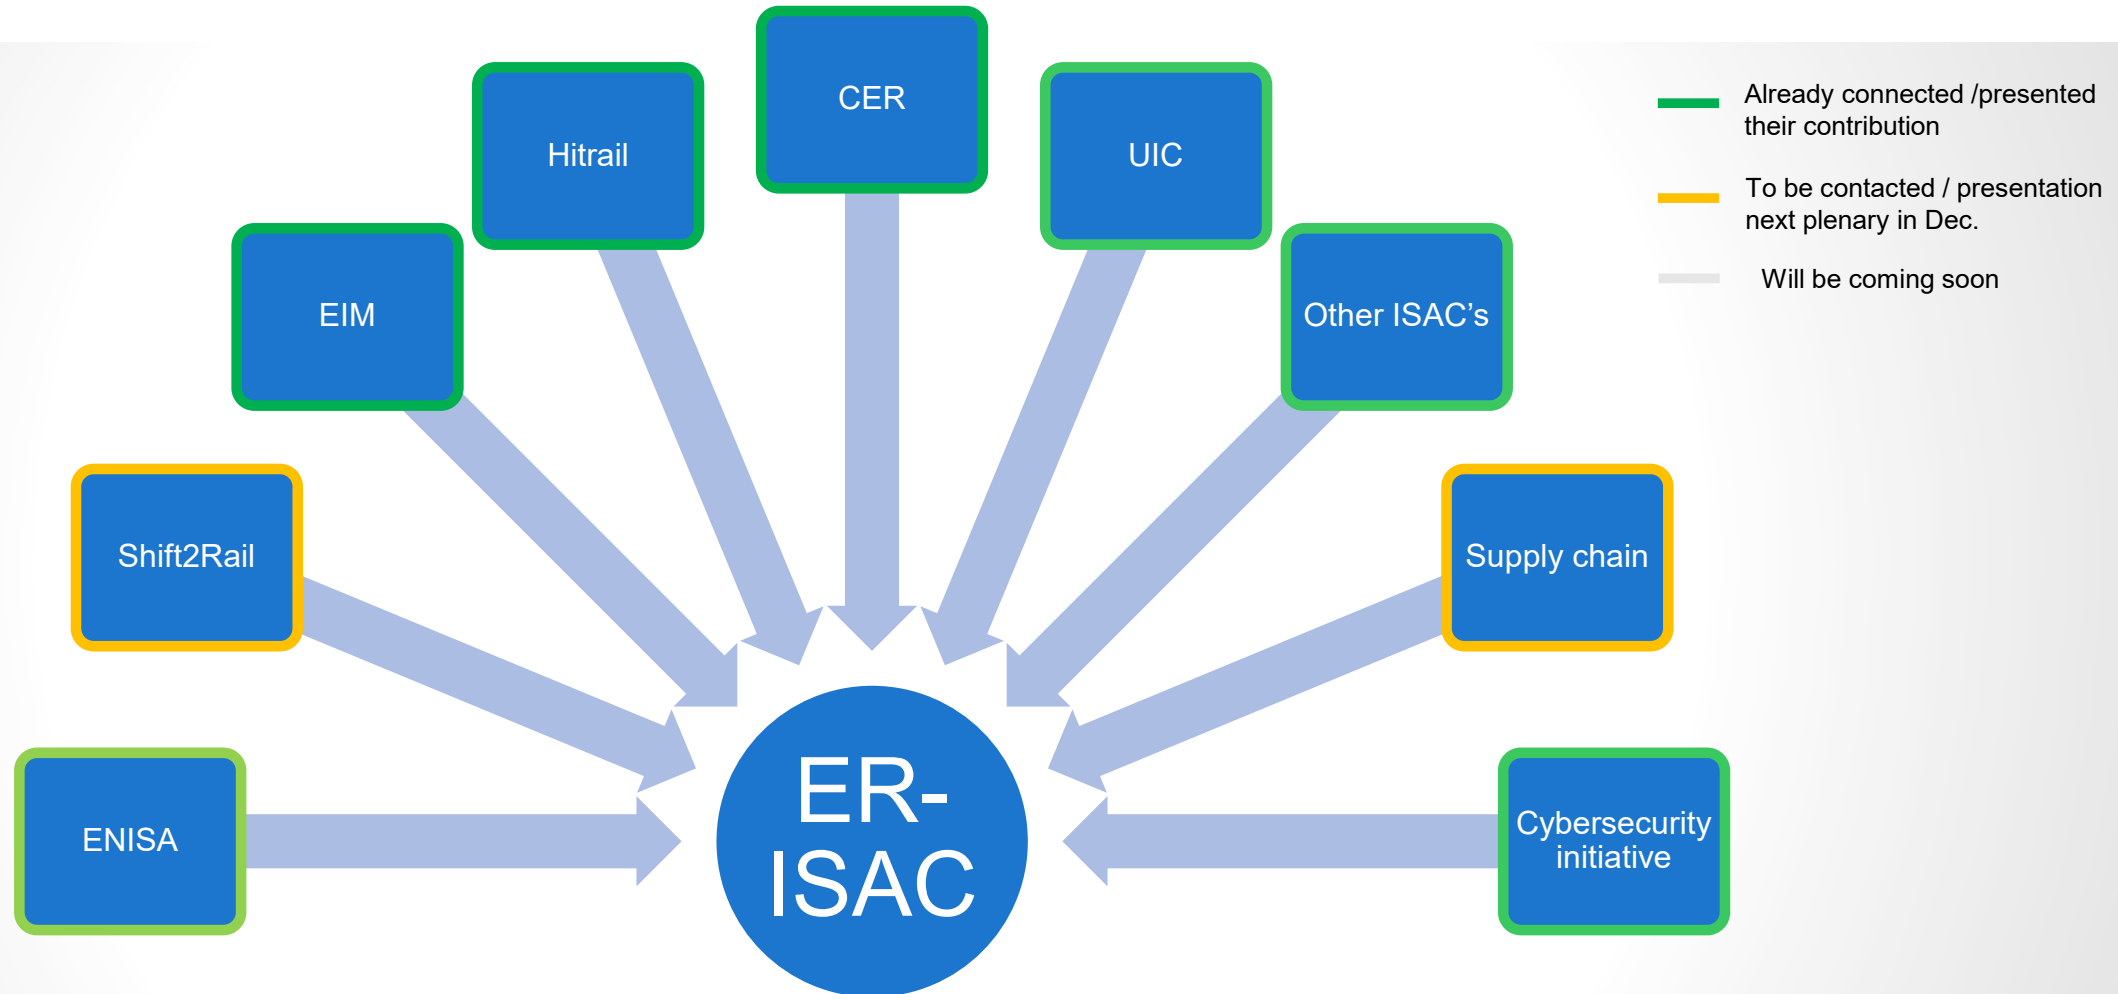 CER
Hitrail
UIC
EIM
Other ISAC’s
Shift2Rail
Supply chain
ENISA
Cybersecurity
initiative
ER-
ISAC
Already connected /presented
their contribution
To be contacted / presentation
next plenary in Dec.
Will be coming soon